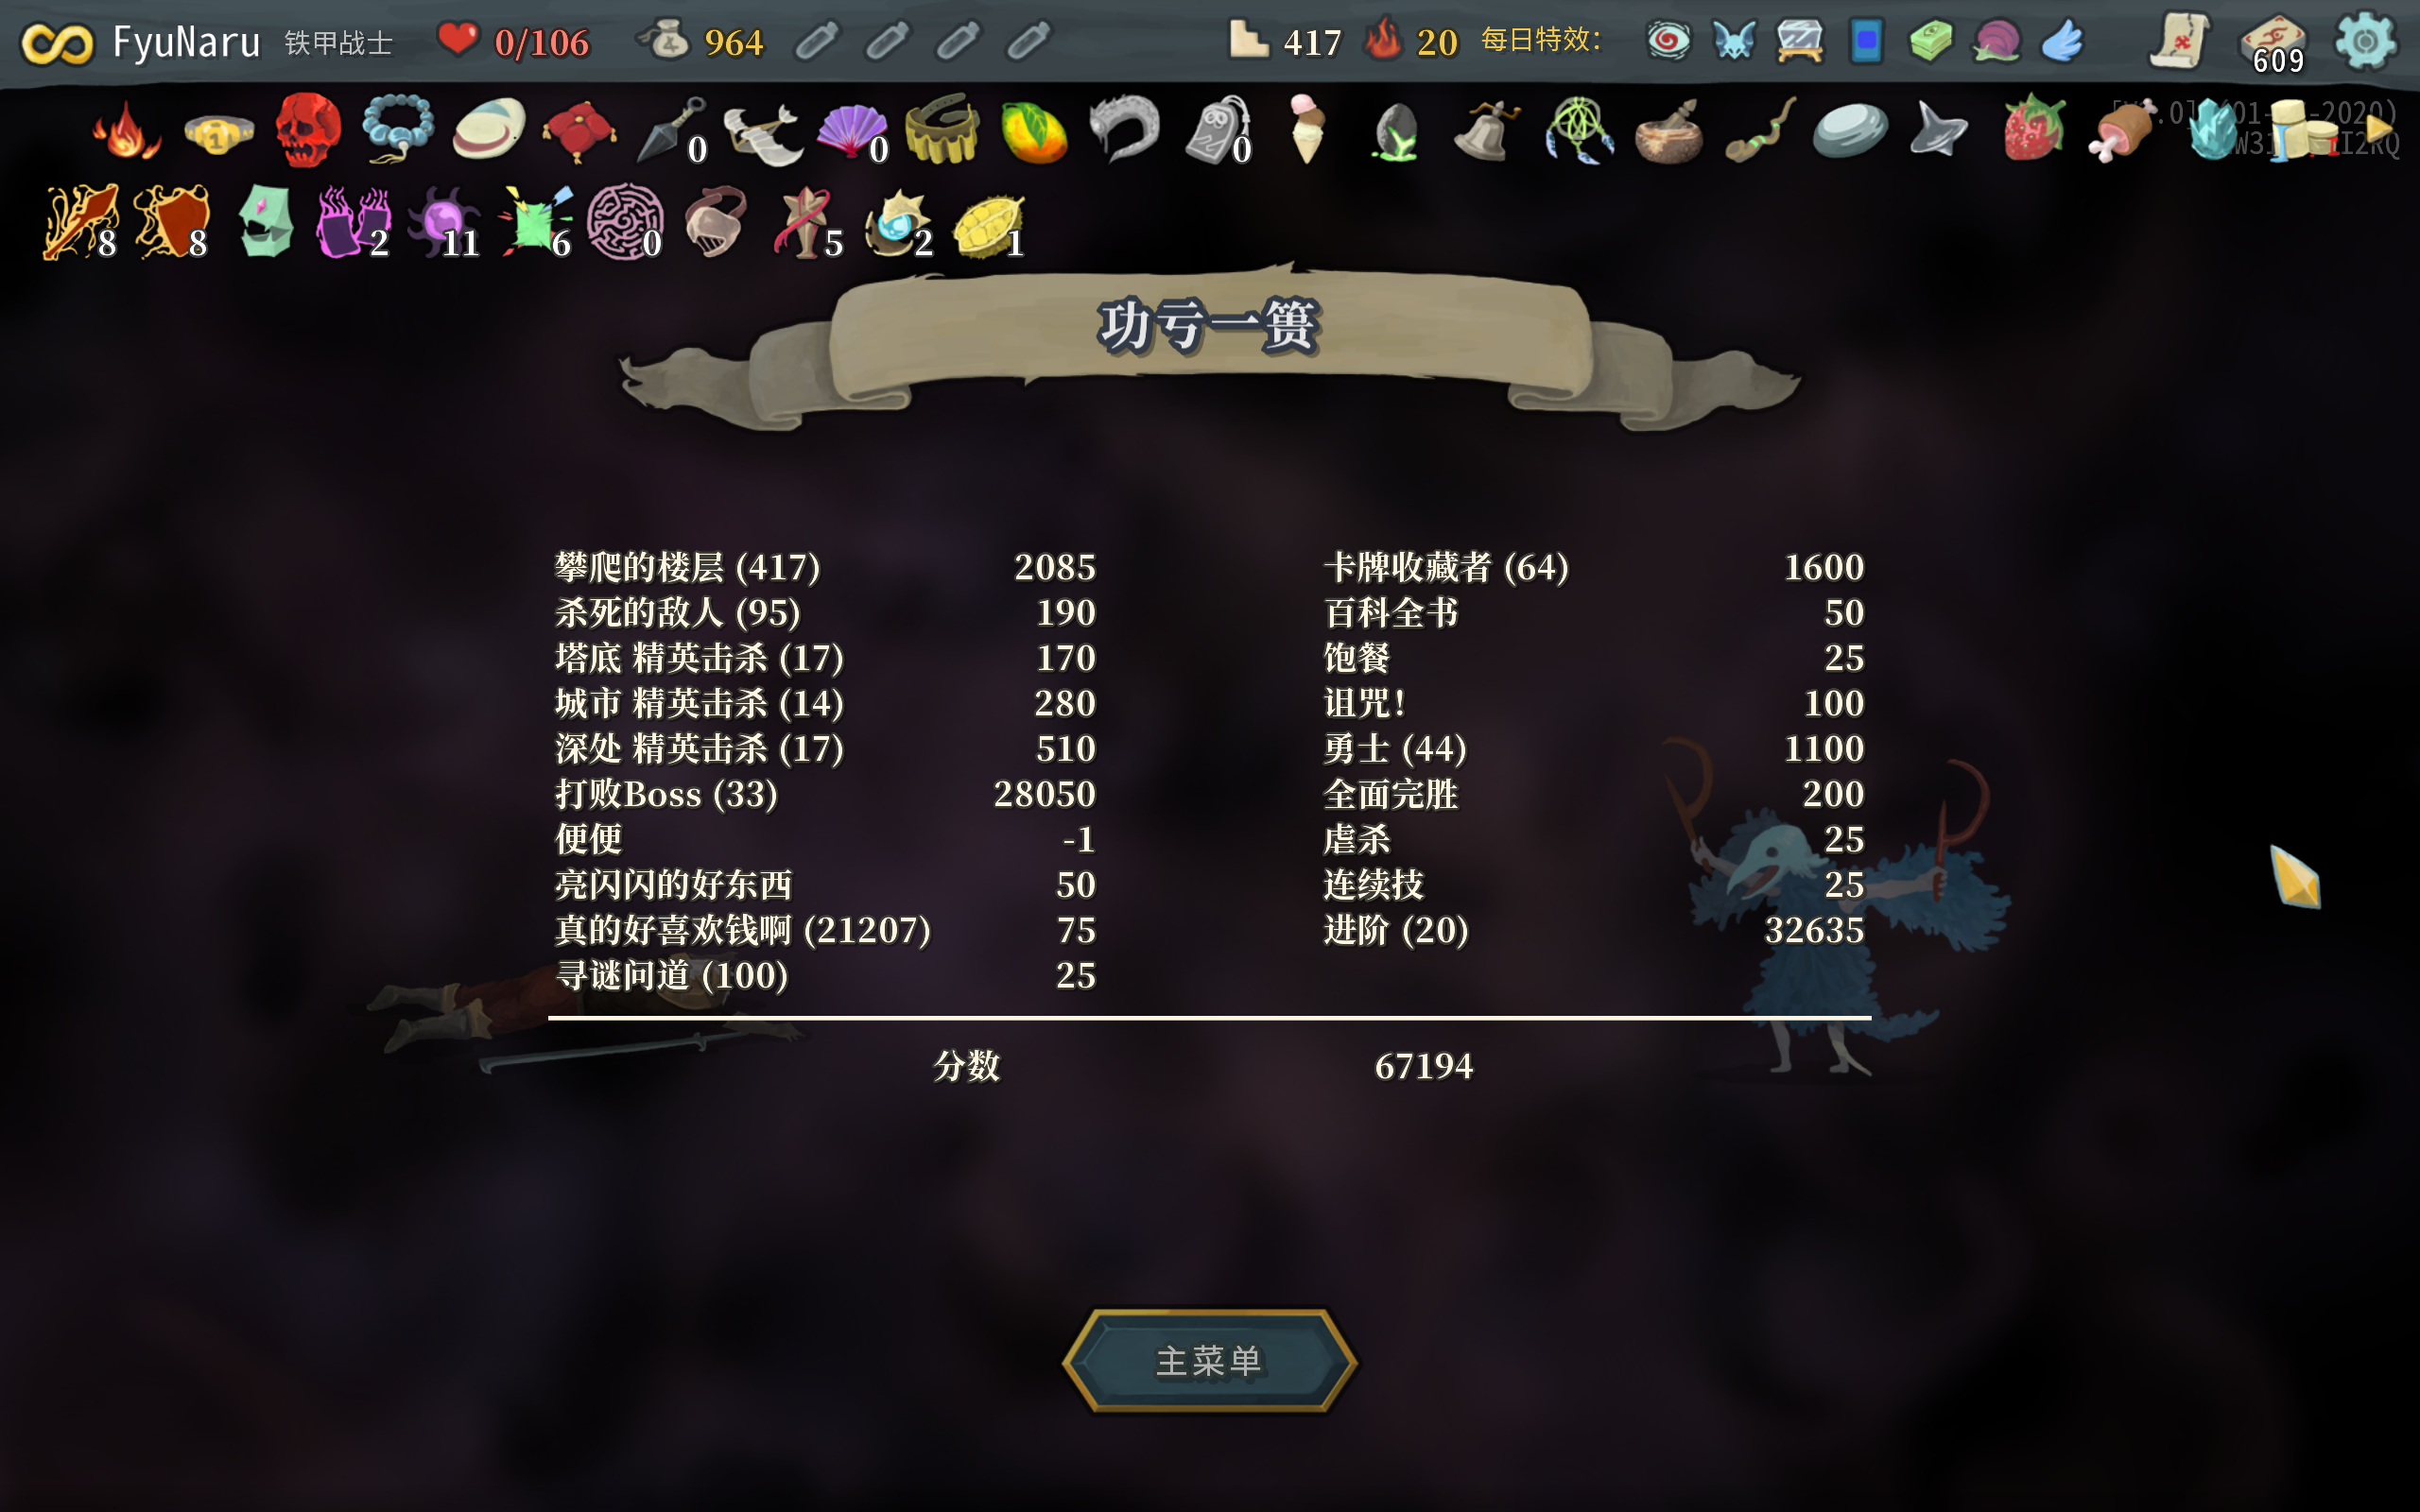 FyuNaru 铁甲战士 0/106 964 417 20 每日特效: 609
0 0 0
8 8 2 11 6 0 5 2 1
功亏一篑
攀爬的楼层 (417) 2085
杀死的敌人 (95) 190
塔底 精英击杀 (17) 170
城市 精英击杀 (14) 280
深处 精英击杀 (17) 510
打败Boss (33) 28050
便便 -1
亮闪闪的好东西 50
真的好喜欢钱啊 (21207) 75
寻谜问道 (100) 25
卡牌收藏者 (64) 1600
百科全书 50
饱餐 25
诅咒! 100
勇士 (44) 1100
全面完胜 200
虐杀 25
连续技 25
进阶 (20) 32635
分数 67194
主菜单